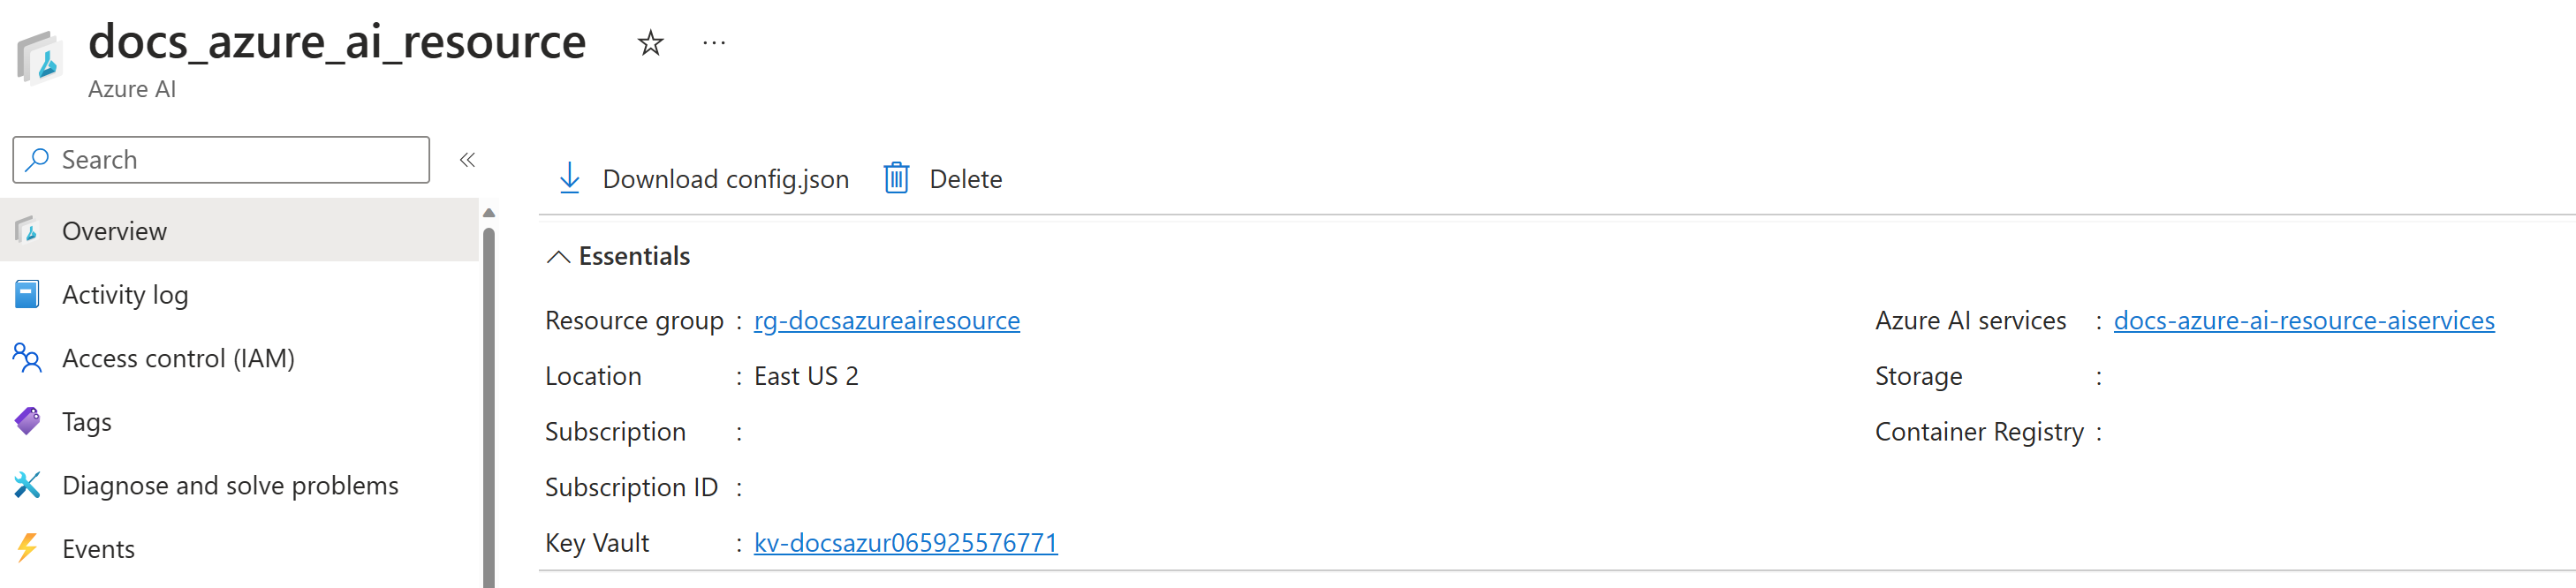 docs_azure_ai_resource
Azure AI
Search
Overview
Activity log
Access control (IAM)
Tags
Diagnose and solve problems
Events
Download config.json Delete
Essentials
Resource group : rg-docsazureairesource
Location : East US 2
Subscription :
Subscription ID :
Key Vault : kv-docsazur065925576771
Azure AI services : docs-azure-ai-resource-aiservices
Storage :
Container Registry :